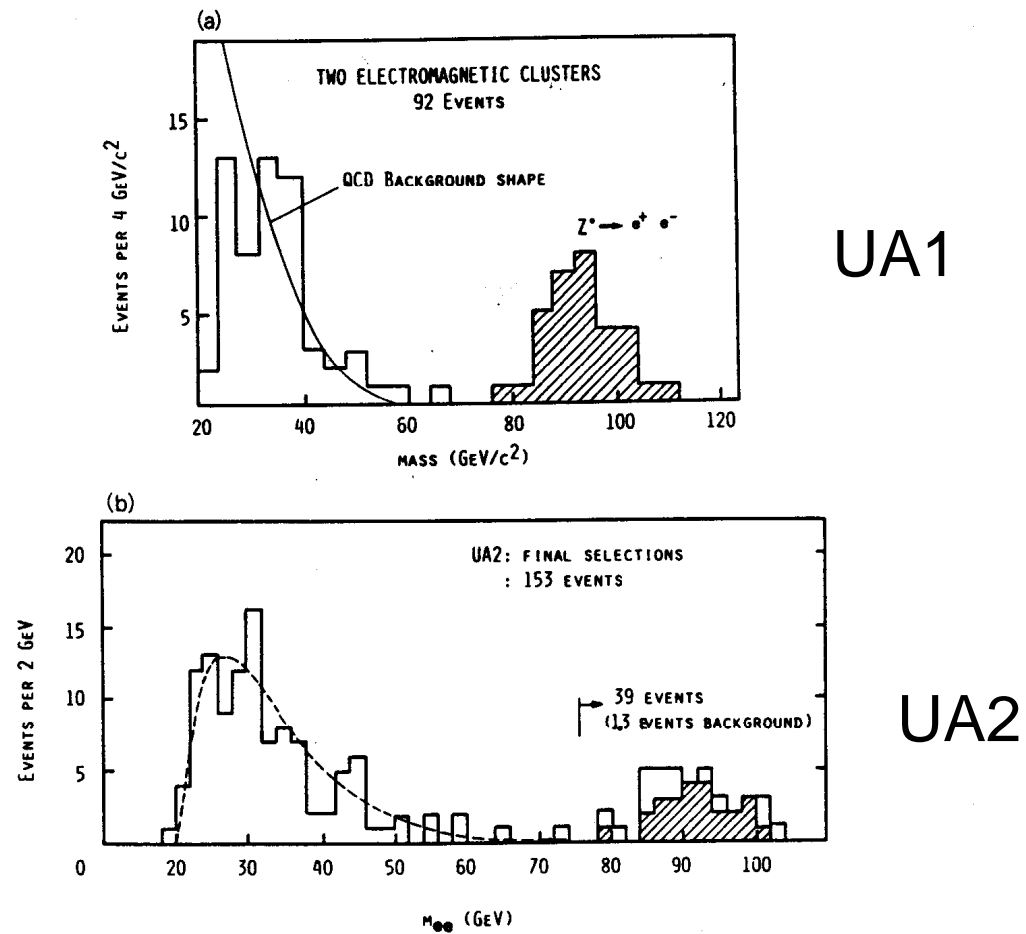 (a)
TWO ELECTROMAGNETIC CLUSTERS
92 EVENTS
EVENTS PER 4 GEV/c²
15
10
5
QCD BACKGROUND SHAPE
Z° → e⁺ e⁻
20 40 60 80 100 120
MASS (GEV/c²)
UA1
(b)
UA2: FINAL SELECTIONS
: 153 EVENTS
EVENTS PER 2 GEV
20
15
10
5
39 EVENTS
(1,3 EVENTS BACKGROUND)
0 20 30 40 50 60 70 80 90 100
Mee (GEV)
UA2